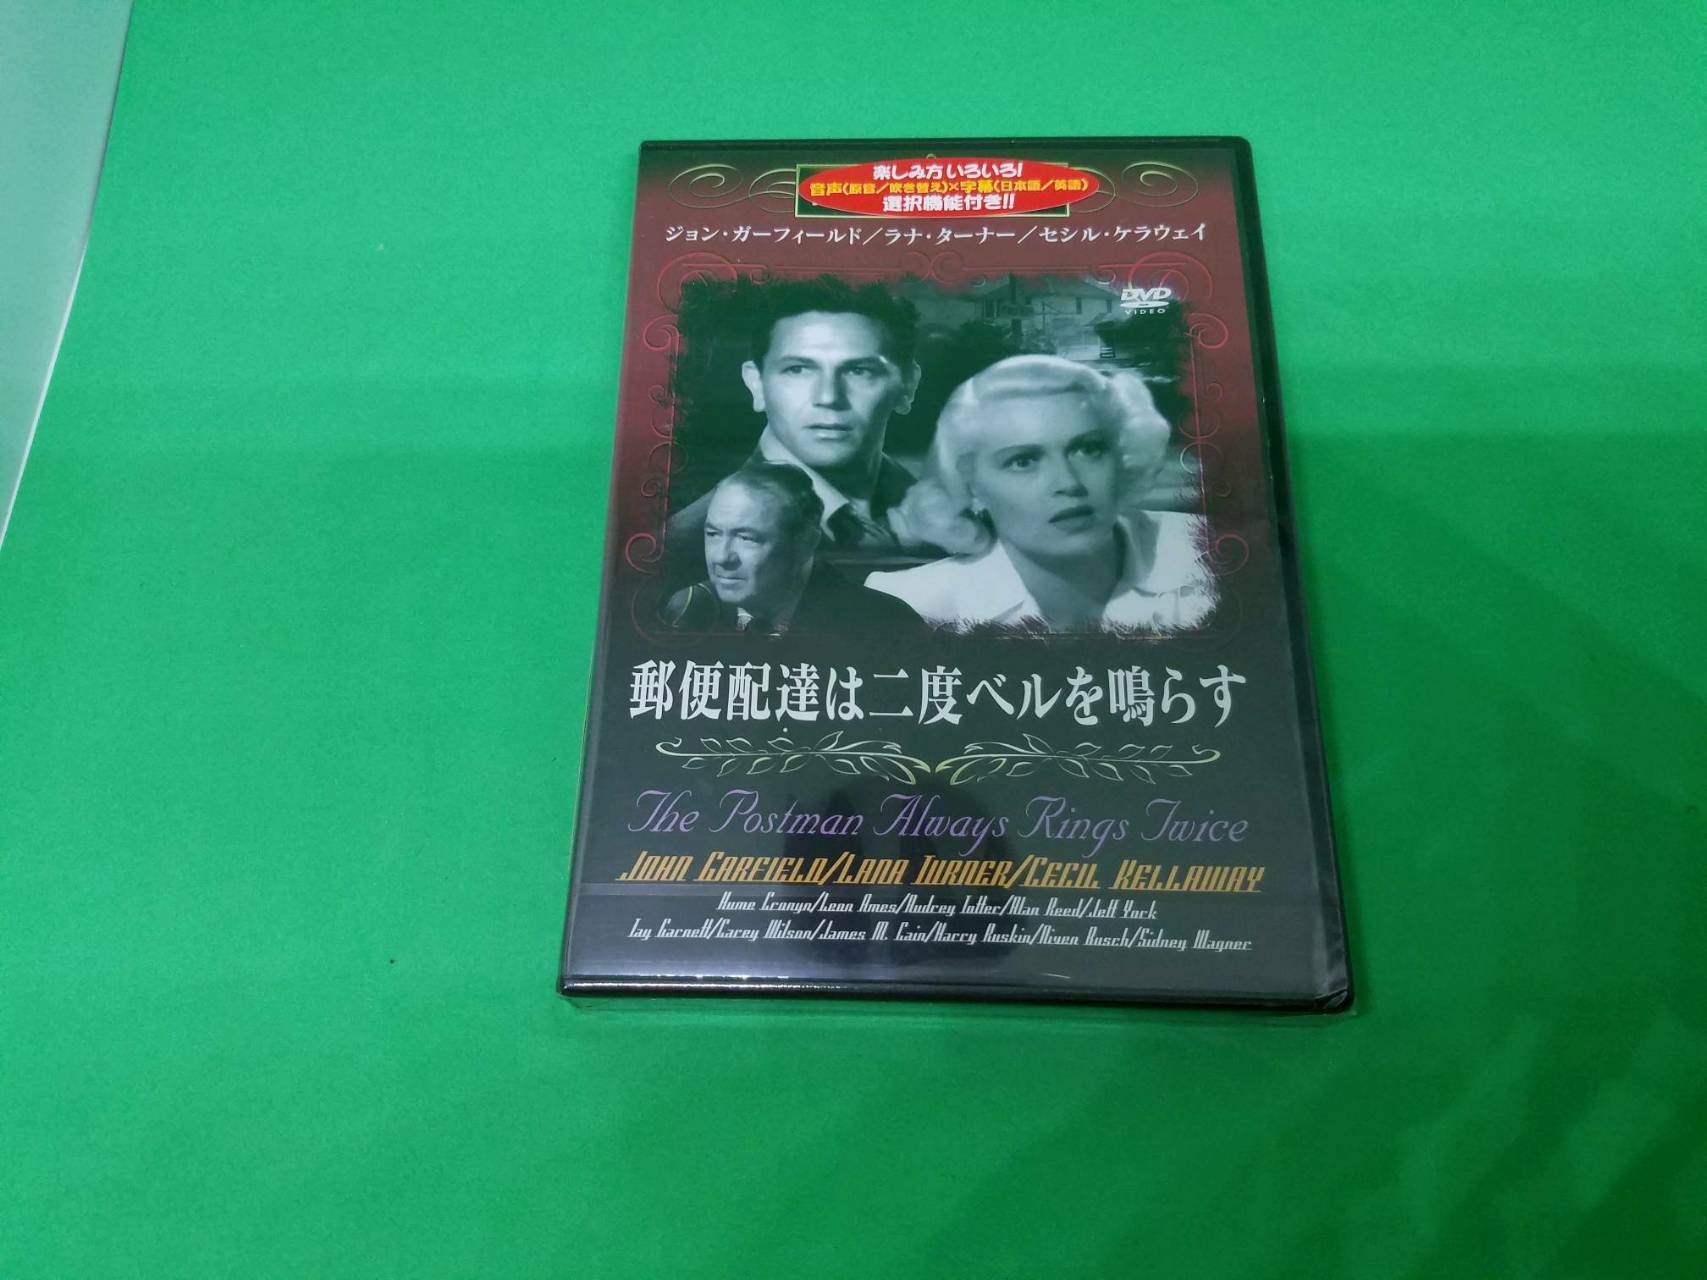 楽しみ方いろいろ!
音声(原音/吹き替え)×字幕(日本語/英語)
選択機能付き!!
ジョン・ガーフィールド/ラナ・ターナー/セシル・ケラウェイ
DVD
VIDEO
郵便配達は二度ベルを鳴らす
The Postman Always Rings Twice
JOHN GARFIELD/LANA TURNER/CECIL KELLAWAY
Hume Cronyn/Leon Ames/Audrey Totter/Alan Reed/Jeff York
Tay Garnett/Carey Wilson/James M. Cain/Harry Ruskin/Niven Busch/Sidney Wagner